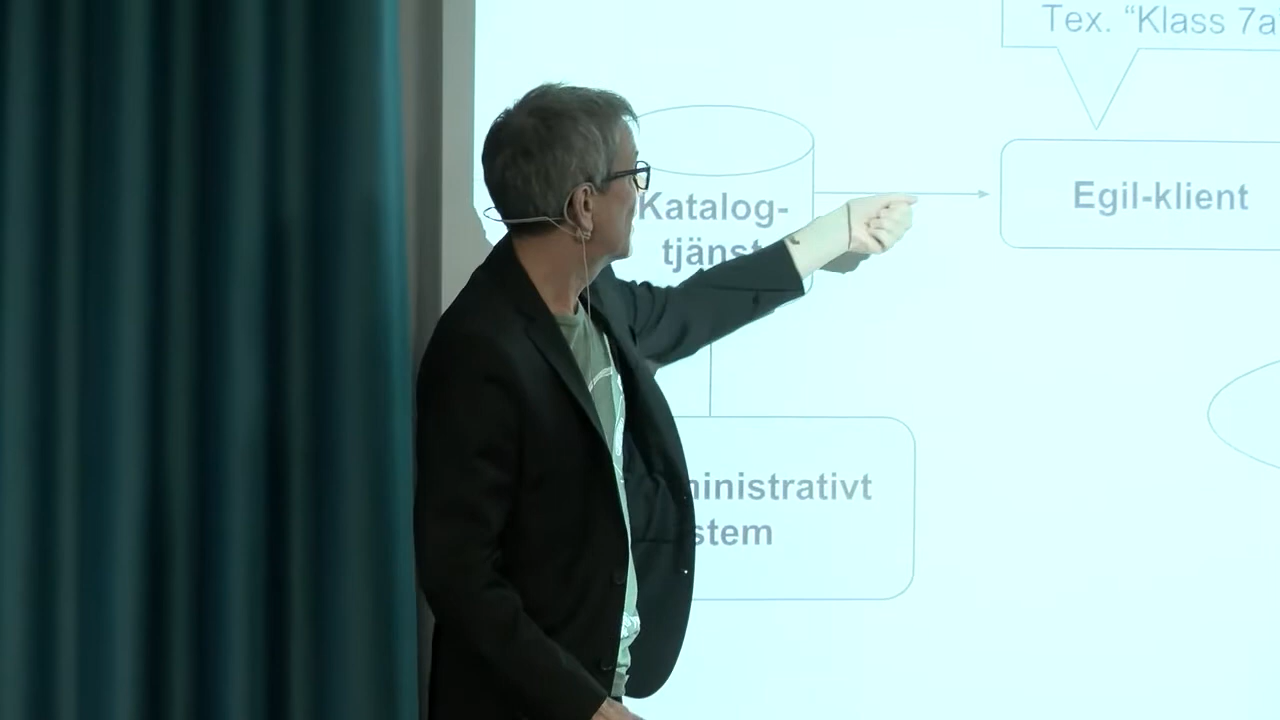 Tex. “Klass 7a
Katalog-
tjänst
Egil-klient
ministrativt
stem